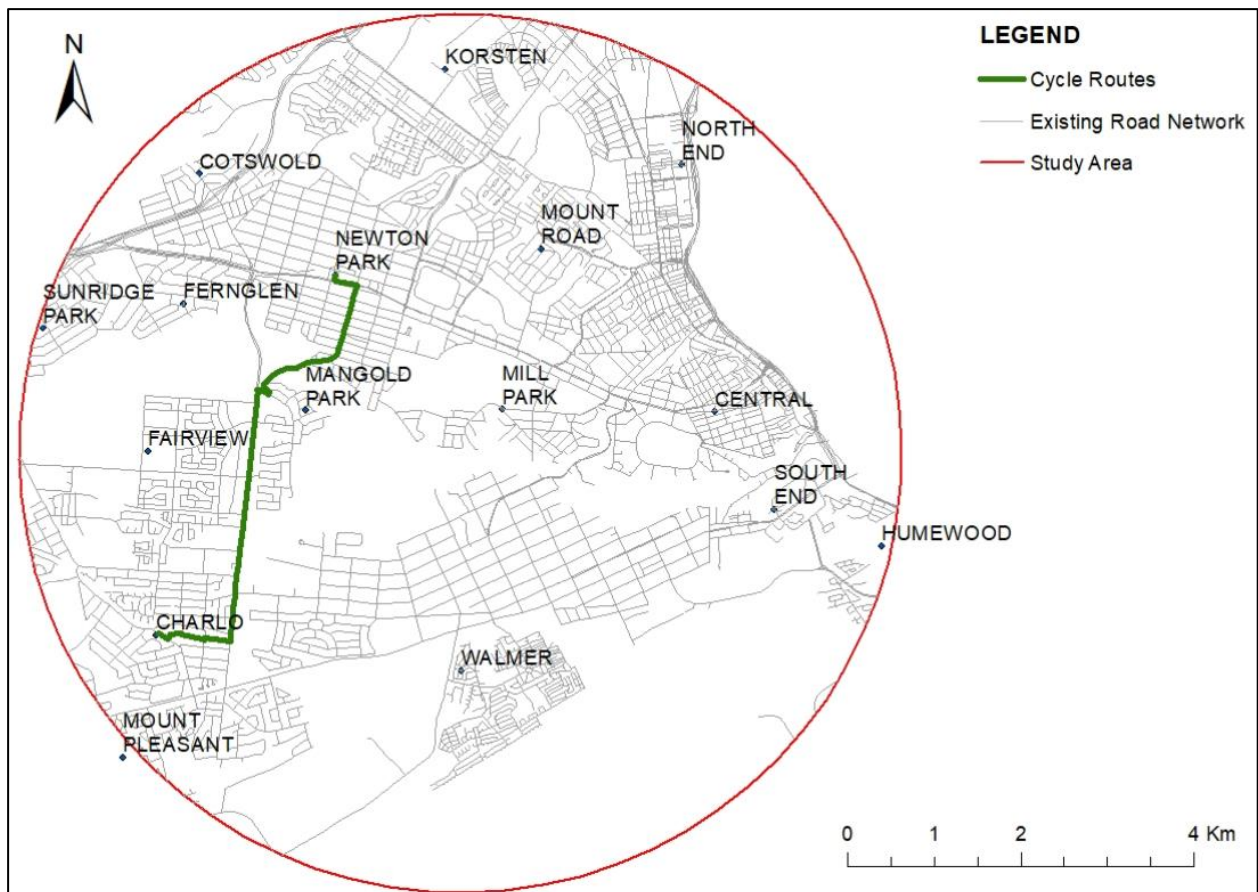 N
KORSTEN
LEGEND
Cycle Routes
Existing Road Network
Study Area
NORTH
END
COTSWOLD
MOUNT
ROAD
NEWTON
PARK
SUNRIDGE
PARK
FERNGLEN
MANGOLD
PARK
MILL
PARK
CENTRAL
FAIRVIEW
SOUTH
END
HUMEWOOD
CHARLO
WALMER
MOUNT
PLEASANT
0 1 2 4 Km